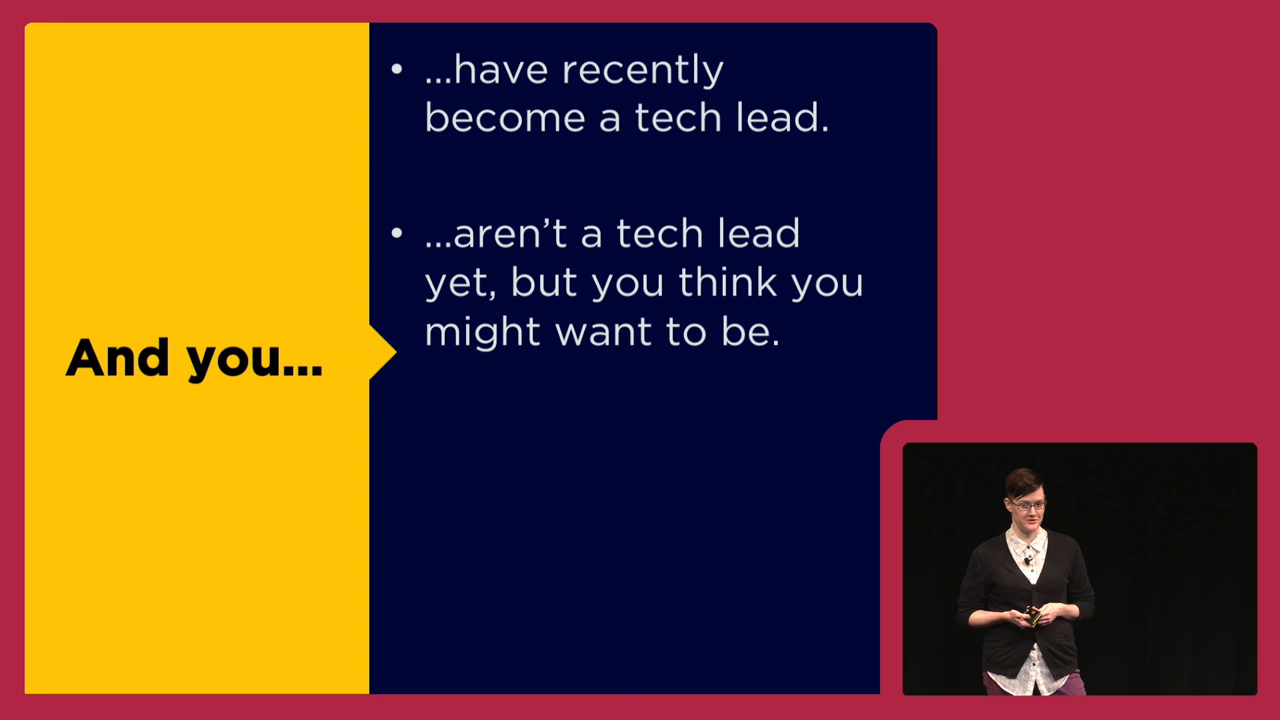 And you...
• ...have recently
become a tech lead.
• ...aren’t a tech lead
yet, but you think you
might want to be.